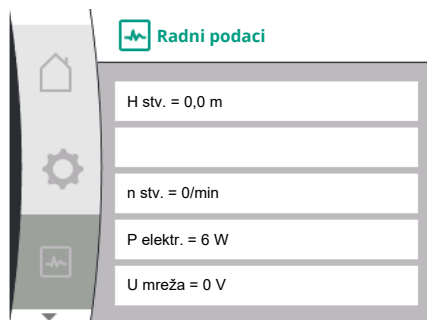 Radni podaci
H stv. = 0,0 m
n stv. = 0/min
P elektr. = 6 W
U mreža = 0 V